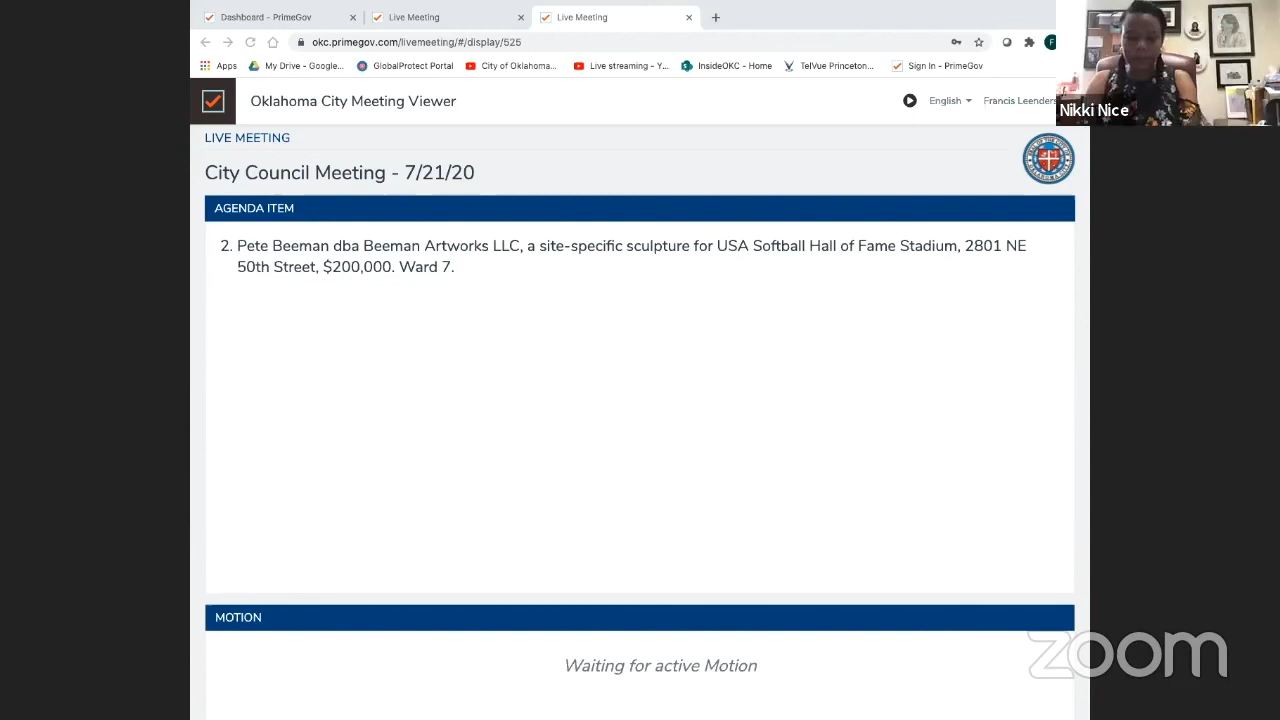 Dashboard - PrimeGov
Live Meeting
Live Meeting
okc.primegov.com/livemeeting/#/display/525
Apps
My Drive - Google...
GlobalProtect Portal
City of Oklahoma...
Live streaming - Y...
InsideOKC - Home
TelVue Princeton...
Sign In - PrimeGov
Oklahoma City Meeting Viewer
English
Francis Leenders
Nikki Nice
LIVE MEETING
City Council Meeting - 7/21/20
AGENDA ITEM
2. Pete Beeman dba Beeman Artworks LLC, a site-specific sculpture for USA Softball Hall of Fame Stadium, 2801 NE
50th Street, $200,000. Ward 7.
MOTION
Waiting for active Motion
zoom